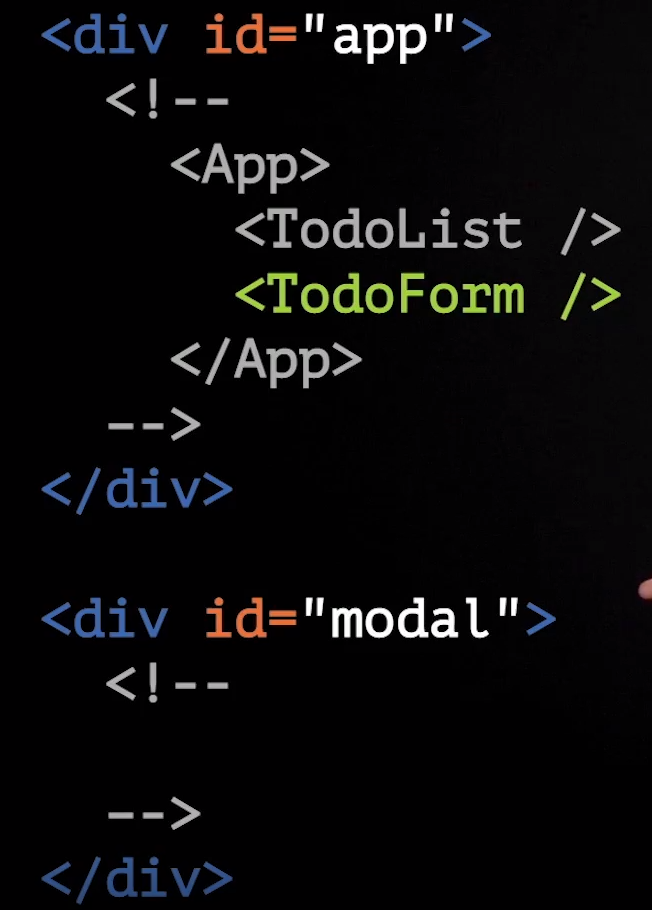 <div id="app">
<!--
<App>
<TodoList />
<TodoForm />
</App>
-->
</div>
<div id="modal">
<!--
-->
</div>